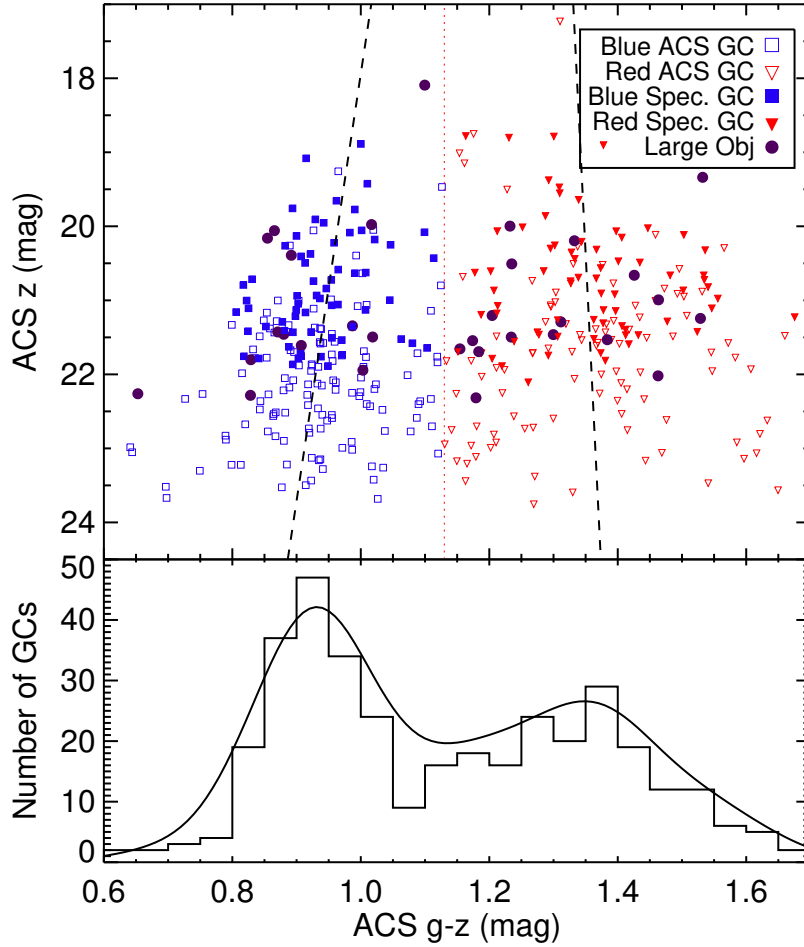 18
20
22
24
ACS z (mag)
Blue ACS GC
Red ACS GC
Blue Spec. GC
Red Spec. GC
Large Obj
50
40
30
20
10
0
Number of GCs
0.6 0.8 1.0 1.2 1.4 1.6
ACS g-z (mag)